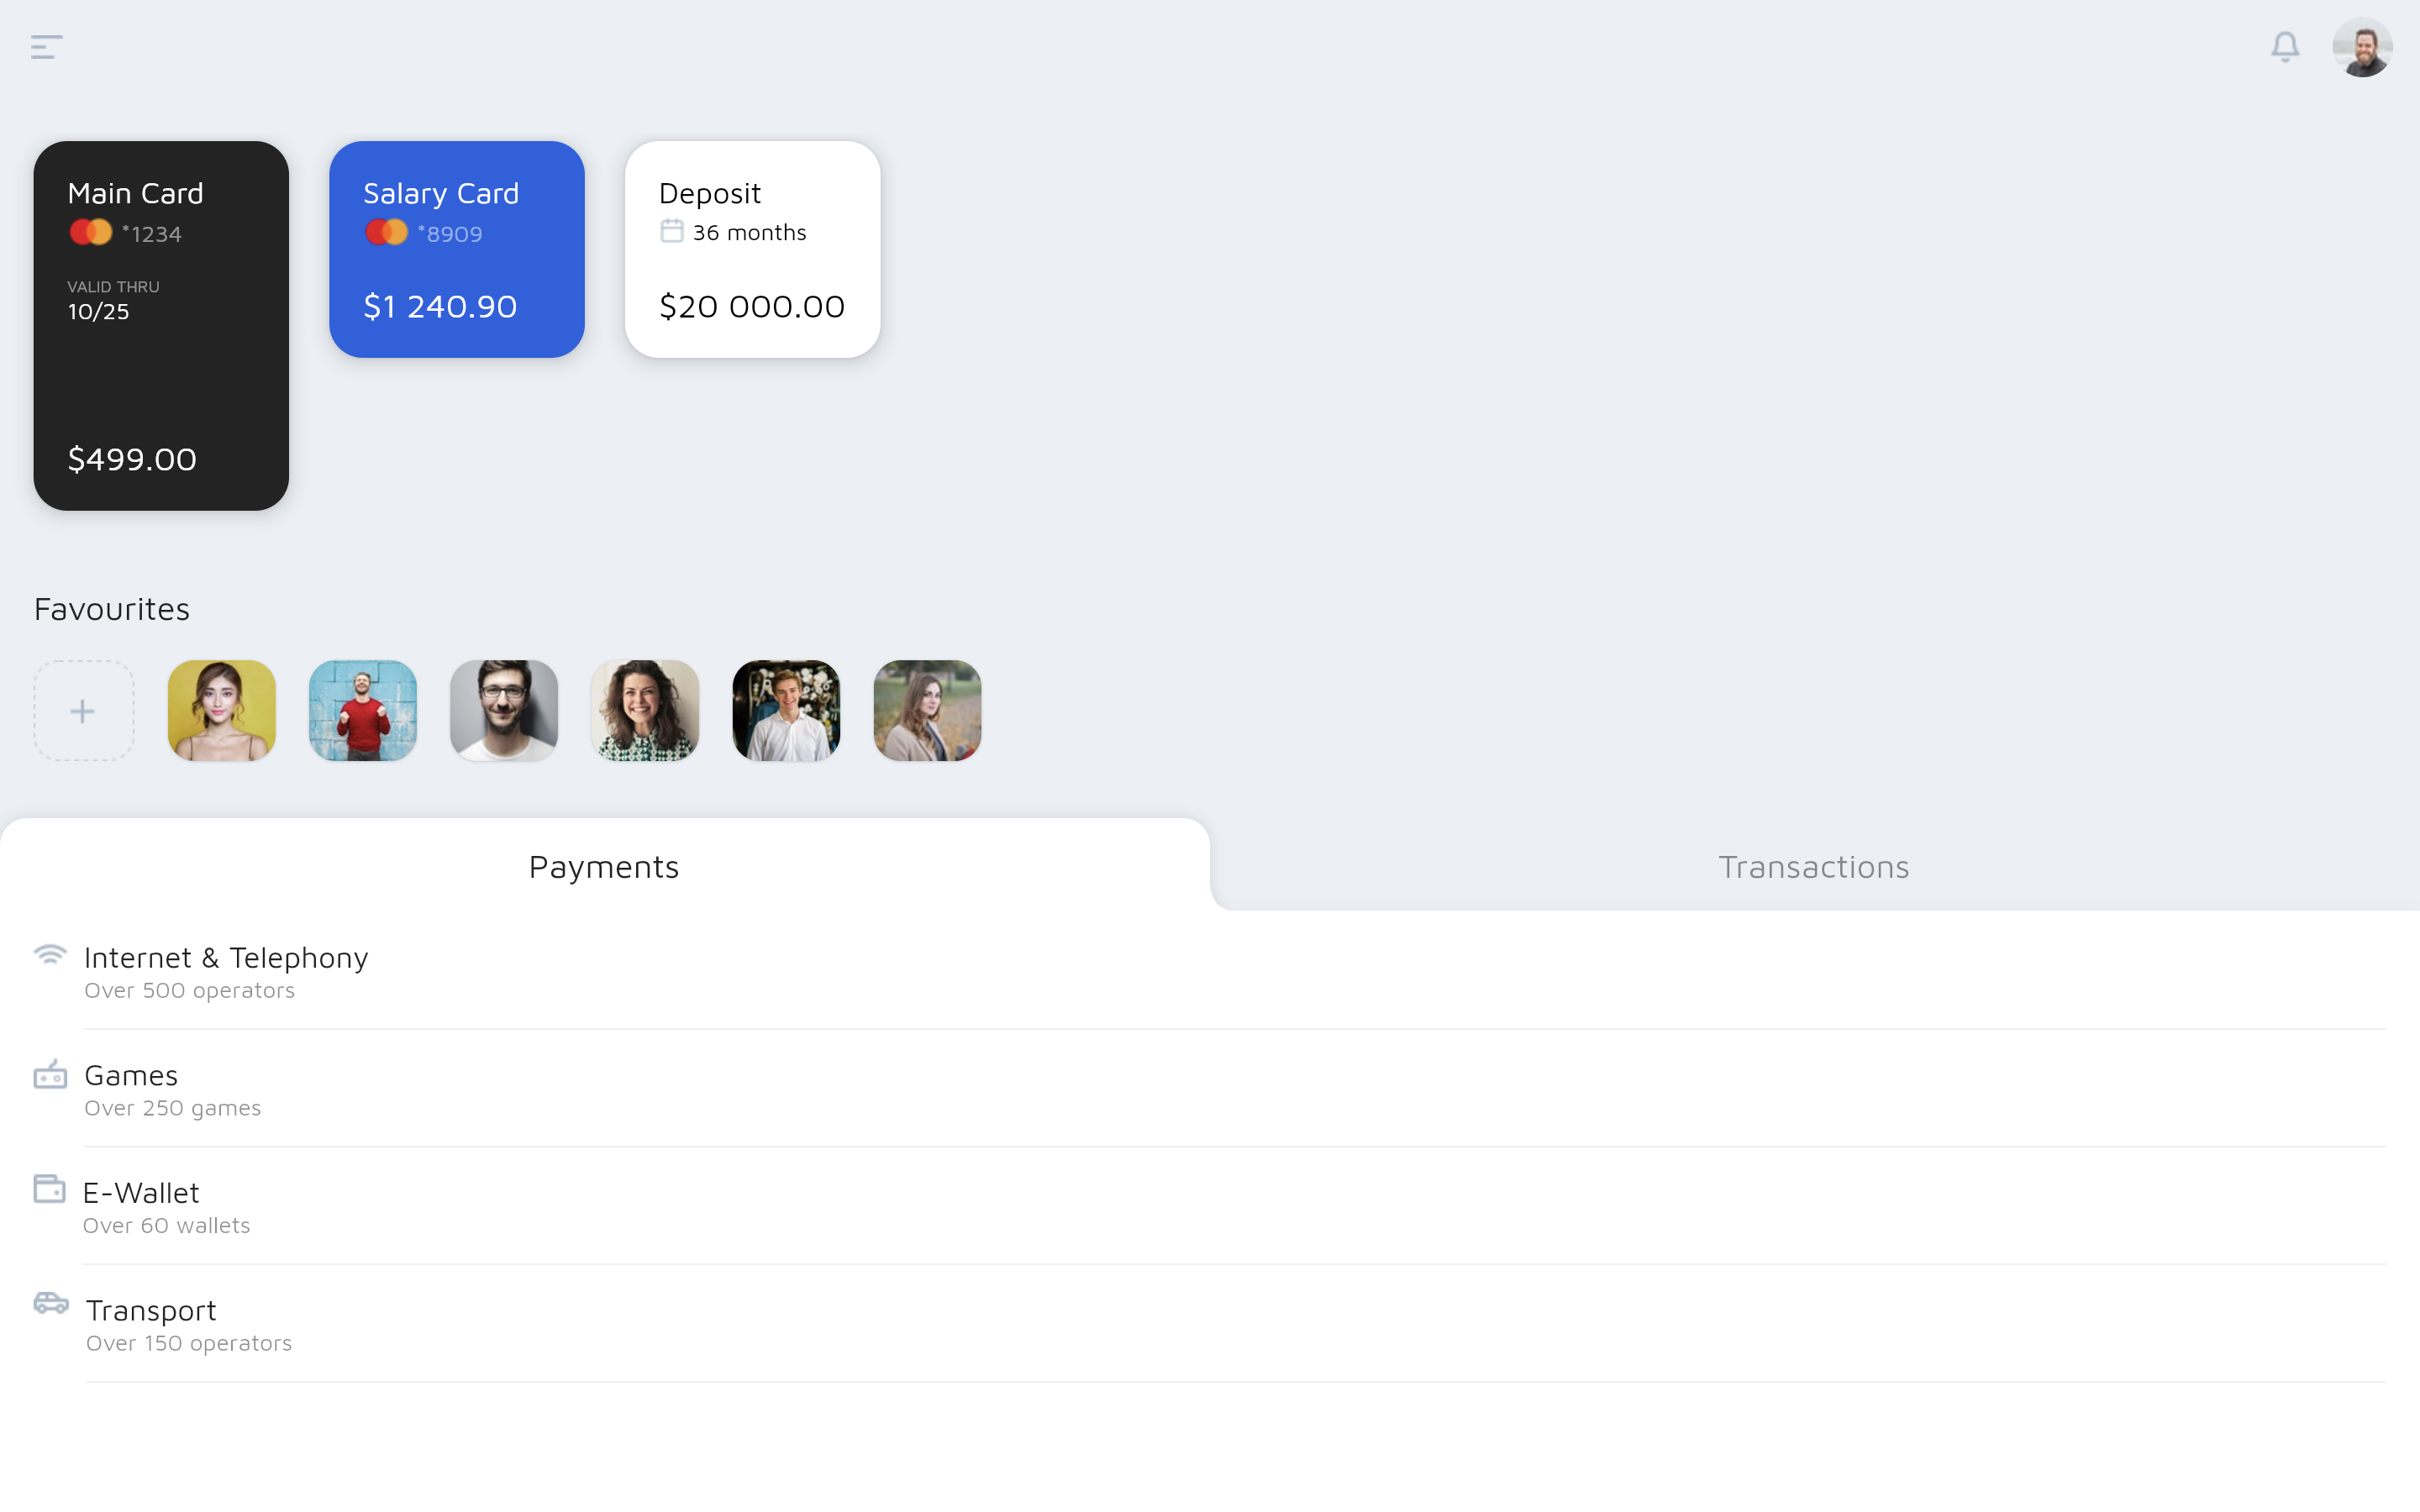 Main Card
*1234
VALID THRU
10/25
$499.00
Salary Card
*8909
$1 240.90
Deposit
36 months
$20 000.00
Favourites
Payments
Transactions
Internet & Telephony
Over 500 operators
Games
Over 250 games
E-Wallet
Over 60 wallets
Transport
Over 150 operators